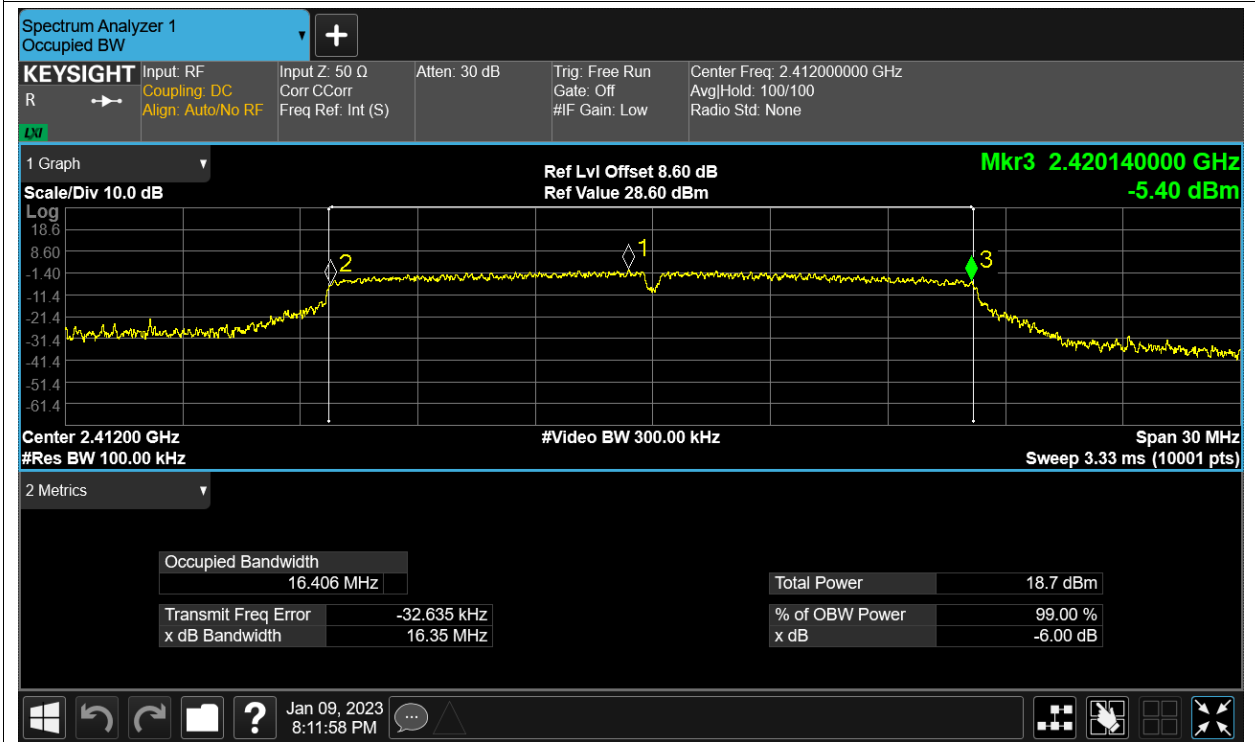 Spectrum Analyzer 1
Occupied BW
KEYSIGHT
R
LXI
Input: RF
Coupling: DC
Align: Auto/No RF
Input Z: 50 Ω
Corr CCorr
Freq Ref: Int (S)
Atten: 30 dB
Trig: Free Run
Gate: Off
#IF Gain: Low
Center Freq: 2.412000000 GHz
Avg|Hold: 100/100
Radio Std: None
1 Graph
Scale/Div 10.0 dB
Ref Lvl Offset 8.60 dB
Ref Value 28.60 dBm
Mkr3 2.420140000 GHz
-5.40 dBm
Log
18.6
8.60
-1.40
-11.4
-21.4
-31.4
-41.4
-51.4
-61.4
2
1
3
Center 2.41200 GHz
#Res BW 100.00 kHz
#Video BW 300.00 kHz
Span 30 MHz
Sweep 3.33 ms (10001 pts)
2 Metrics
Occupied Bandwidth
16.406 MHz
Transmit Freq Error -32.635 kHz
x dB Bandwidth 16.35 MHz
Total Power 18.7 dBm
% of OBW Power 99.00 %
x dB -6.00 dB
?
Jan 09, 2023
8:11:58 PM